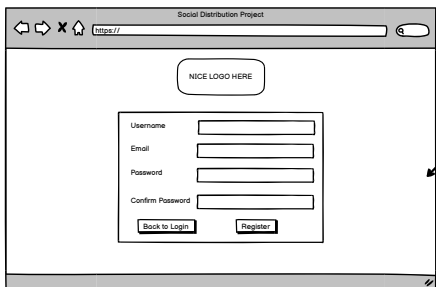 Social Distribution Project
https://
NICE LOGO HERE
Username
Email
Password
Confirm Password
Back to Login Register